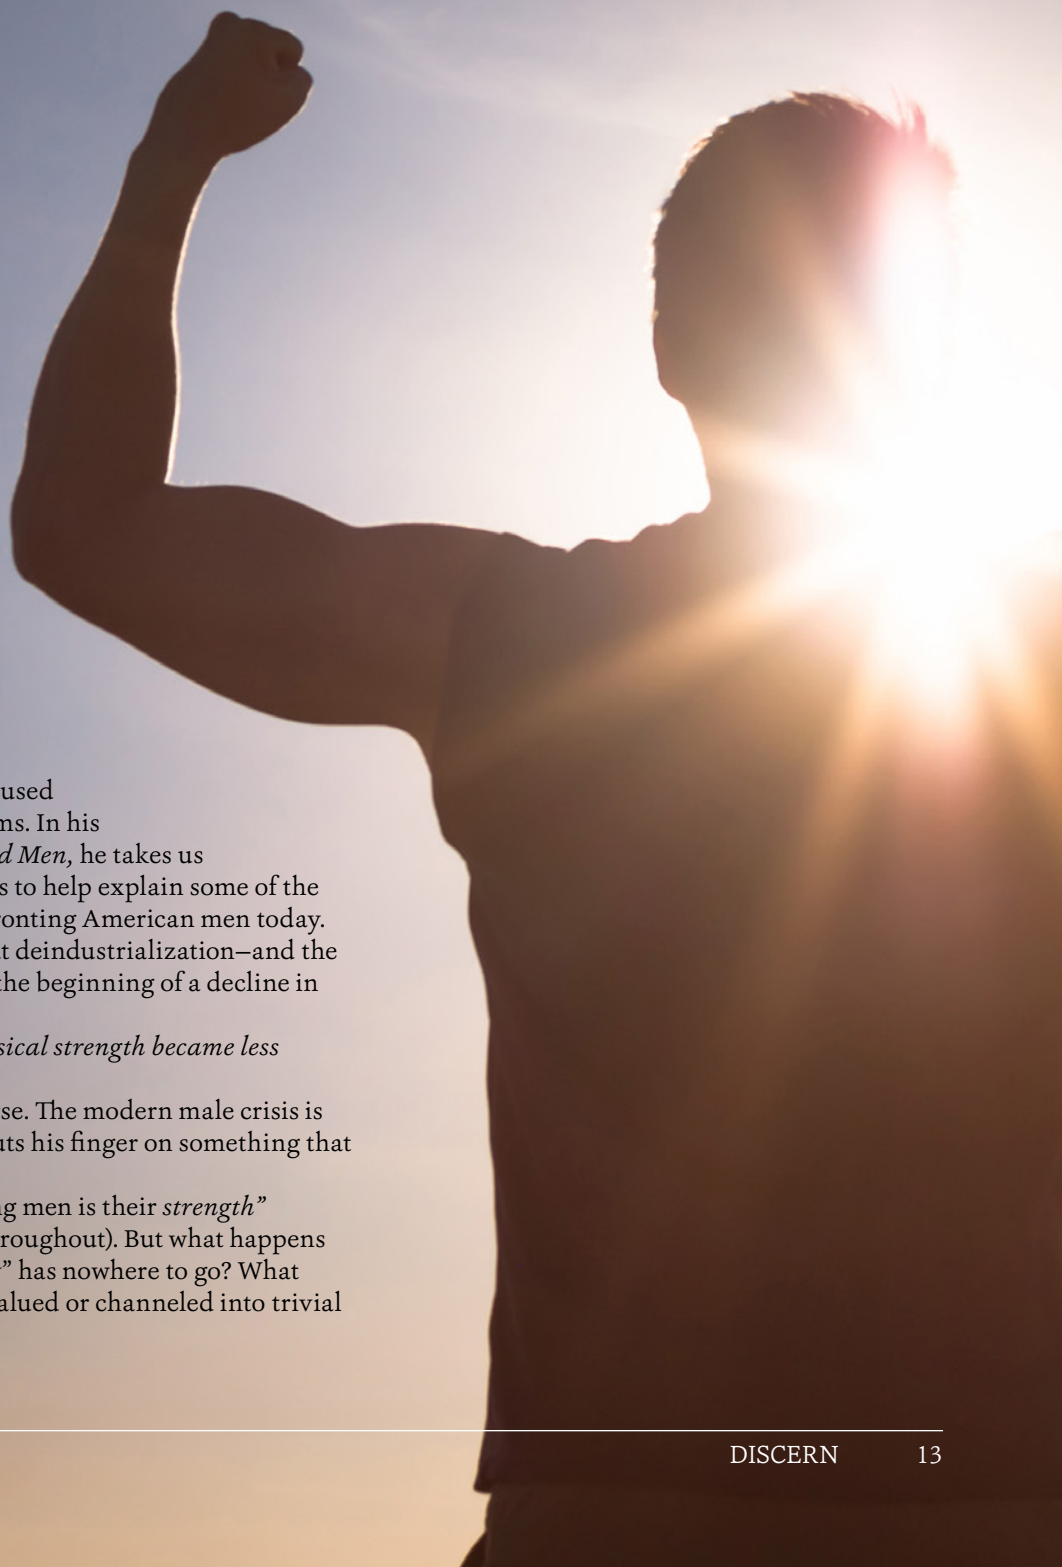 used
ms. In his
d Men, he takes us
s to help explain some of the
ronting American men today.
t deindustrialization—and the
the beginning of a decline in
sical strength became less
se. The modern male crisis is
uts his finger on something that
ng men is their strength”
roughout). But what happens
” has nowhere to go? What
alued or channeled into trivial
DISCERN 13